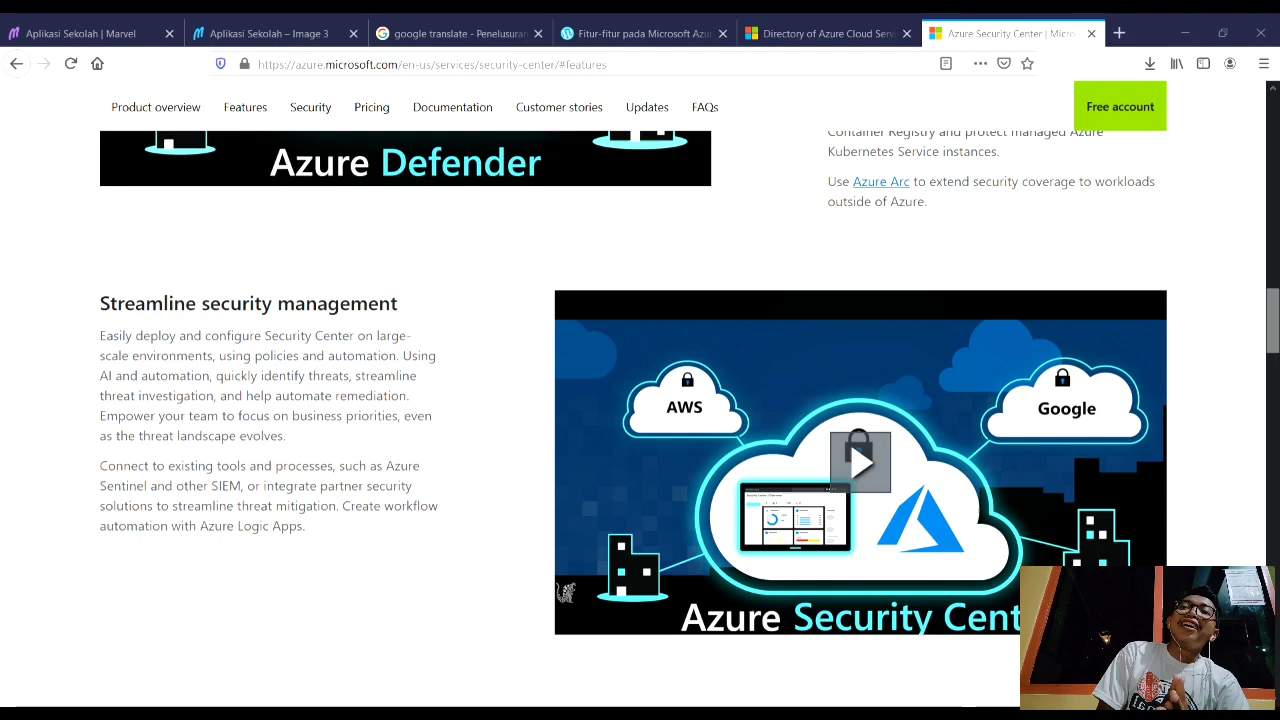 Aplikasi Sekolah | Marvel
Aplikasi Sekolah – Image 3
google translate - Penelusuran
Fitur-fitur pada Microsoft Azur
Directory of Azure Cloud Servi
Azure Security Center | Micro
https://azure.microsoft.com/en-us/services/security-center/#features
Product overview Features Security Pricing Documentation Customer stories Updates FAQs
Free account
Azure Defender
Container Registry and protect managed Azure
Kubernetes Service instances.
Use Azure Arc to extend security coverage to workloads
outside of Azure.
Streamline security management
Easily deploy and configure Security Center on large-
scale environments, using policies and automation. Using
AI and automation, quickly identify threats, streamline
threat investigation, and help automate remediation.
Empower your team to focus on business priorities, even
as the threat landscape evolves.
Connect to existing tools and processes, such as Azure
Sentinel and other SIEM, or integrate partner security
solutions to streamline threat mitigation. Create workflow
automation with Azure Logic Apps.
AWS
Google
Azure Security Cent